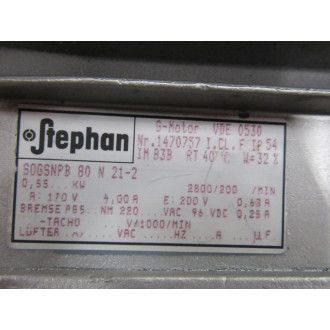 Stephan
G-Motor VDE 0530
Nr. 1470757 I.CL.F IP 54
IM B3B RT 40°C W=32%
SOGSNPB 80 N 21-2
0,55 KW 2800/200 /MIN
A: 170 V 4,00 A E: 200 V 0,60 A
BREMSE PBS.. NM 220 VAC 96 VDC 0,25 A
-TACHO V/1000/MIN
LÜFTER VAC HZ A µF